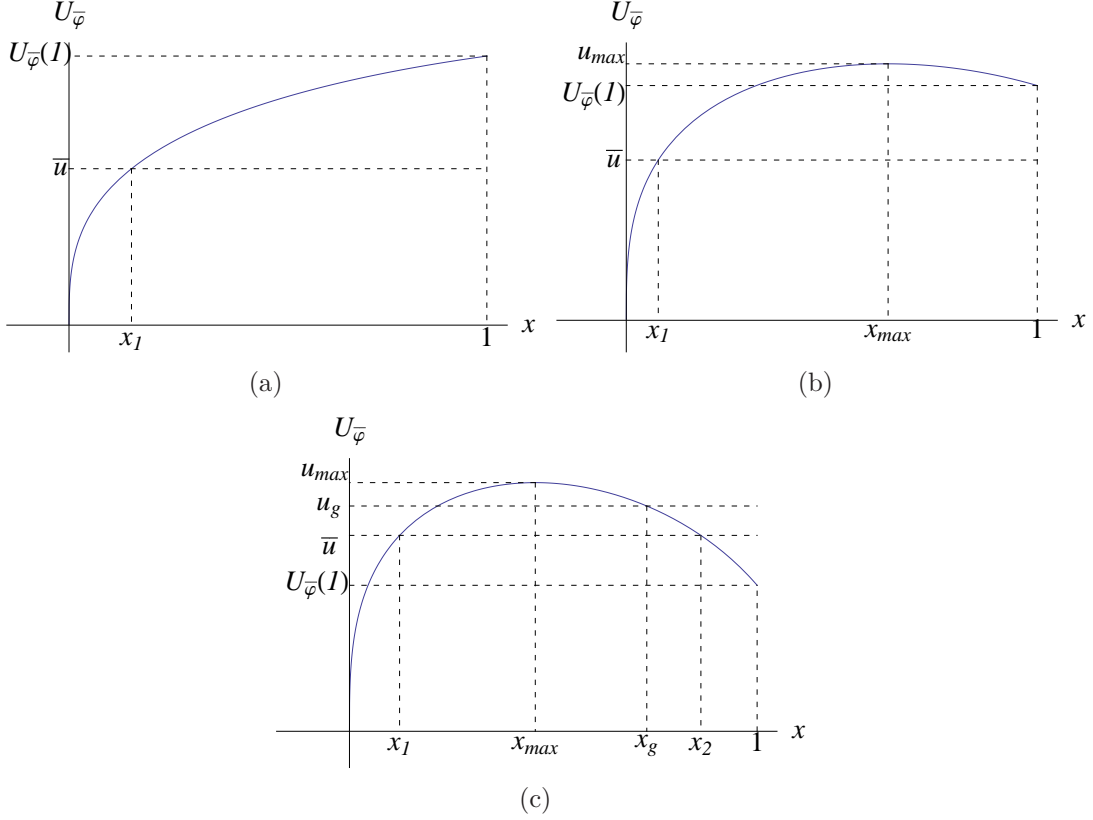 U_φ̅
U_φ̅(1)
u̅
x_1
1
x
(a)
U_φ̅
u_max
U_φ̅(1)
u̅
x_1
x_max
1
x
(b)
U_φ̅
u_max
u_g
u̅
U_φ̅(1)
x_1
x_max
x_g
x_2
1
x
(c)